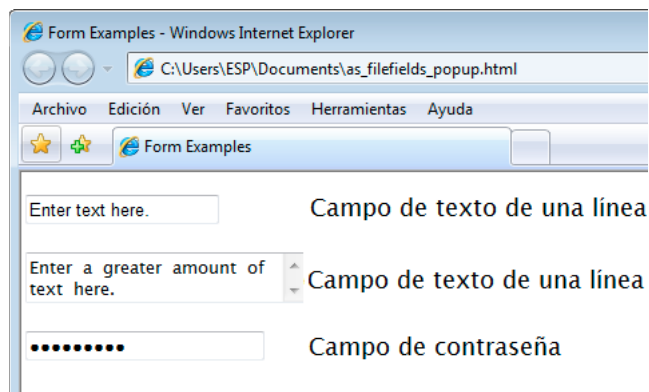 Form Examples - Windows Internet Explorer
C:\Users\ESP\Documents\as_filefields_popup.html
Archivo Edición Ver Favoritos Herramientas Ayuda
Form Examples
Enter text here. Campo de texto de una línea
Enter a greater amount of
text here.
Campo de texto de una línea
●●●●●●●●● Campo de contraseña